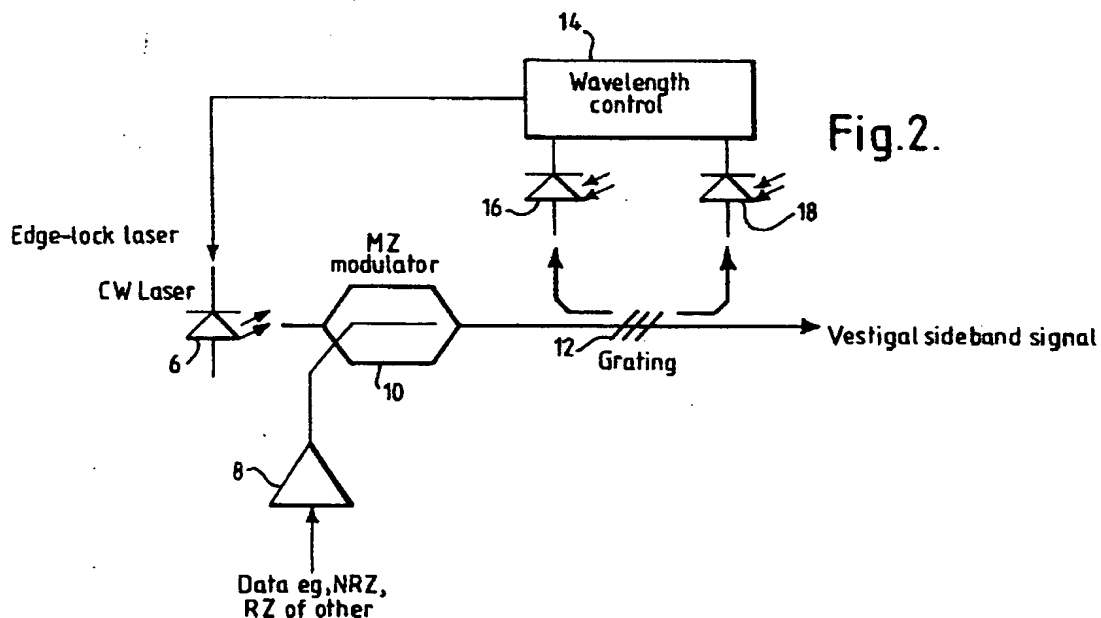 14
Wavelength
control
Fig.2.
16
18
Edge-lock laser
MZ
modulator
CW Laser
6
10
12
Grating
Vestigal sideband signal
8
Data eg,NRZ,
RZ of other